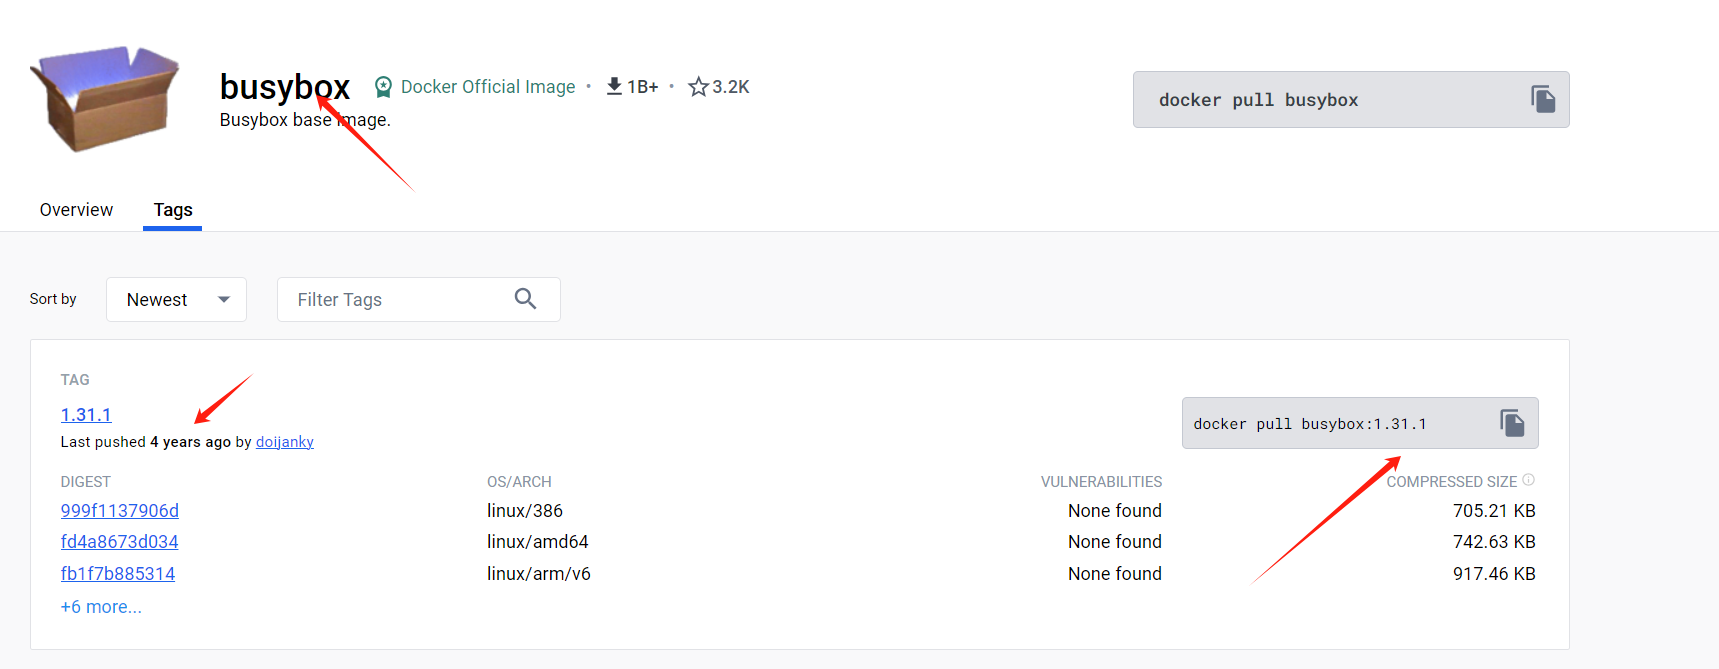 busybox Docker Official Image • 1B+ • 3.2K
Busybox base image.
docker pull busybox
Overview Tags
Sort by Newest Filter Tags
TAG
1.31.1
Last pushed 4 years ago by doijanky
docker pull busybox:1.31.1
DIGEST OS/ARCH VULNERABILITIES COMPRESSED SIZE
999f1137906d linux/386 None found 705.21 KB
fd4a8673d034 linux/amd64 None found 742.63 KB
fb1f7b885314 linux/arm/v6 None found 917.46 KB
+6 more...